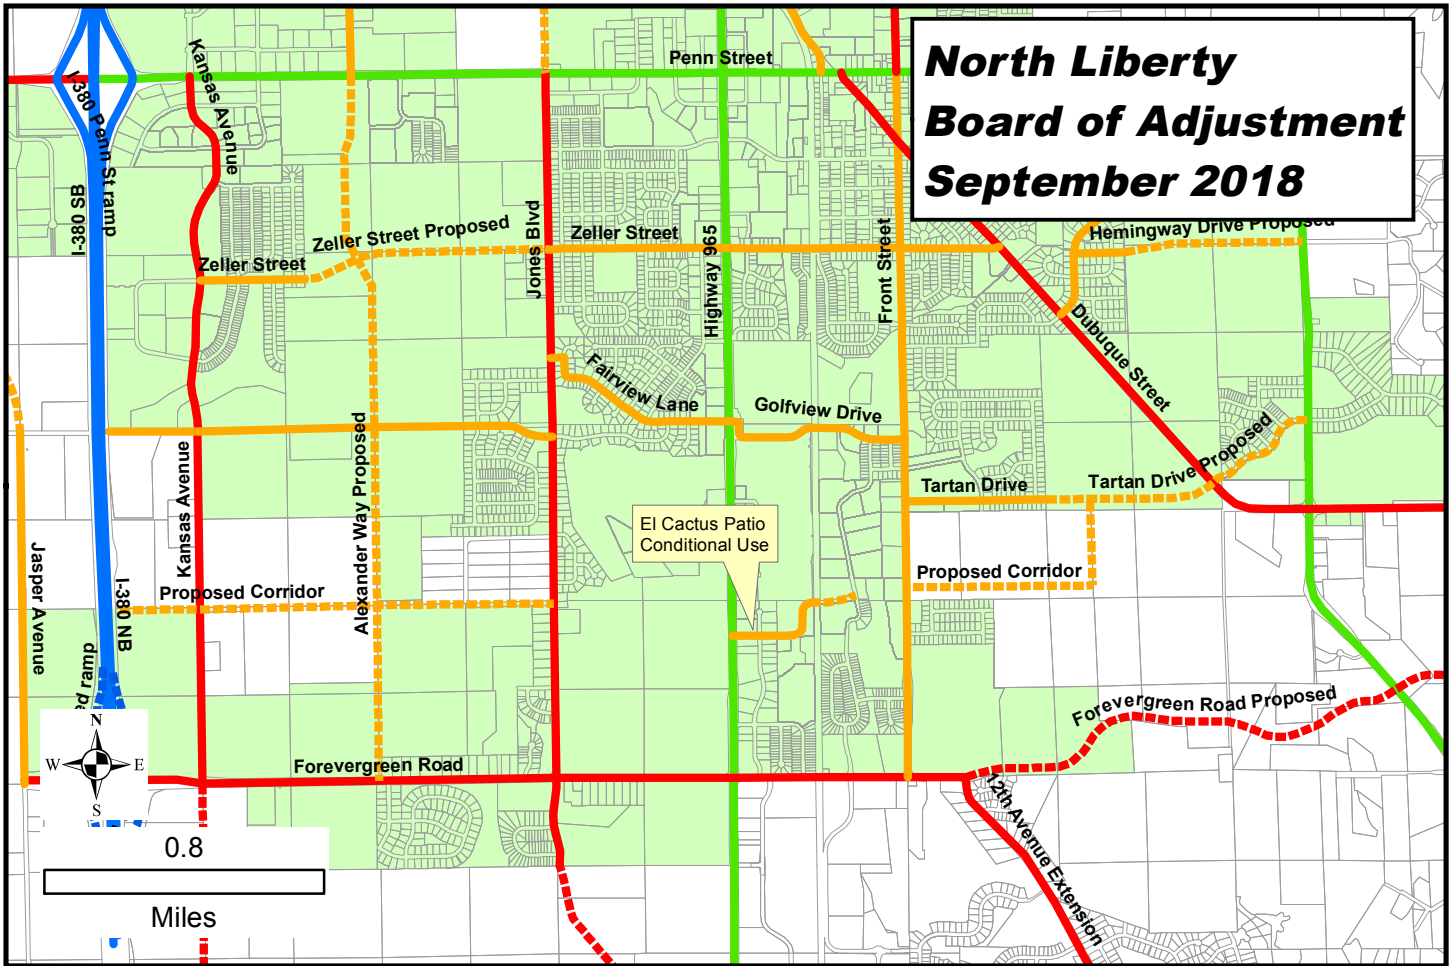 North Liberty
Board of Adjustment
September 2018
Penn Street
Kansas Avenue
I-380 Penn St ramp
I-380 SB
Zeller Street Proposed
Zeller Street
Jones Blvd
Zeller Street
Highway 965
Front Street
Hemingway Drive Proposed
Dubuque Street
Fairview Lane
Golfview Drive
Kansas Avenue
Alexander Way Proposed
Tartan Drive
Tartan Drive Proposed
El Cactus Patio
Conditional Use
Jasper Avenue
I-380 NB
Proposed Corridor
Proposed Corridor
ed ramp
Forevergreen Road Proposed
Forevergreen Road
12th Avenue Extension
N
W
E
S
0.8
Miles